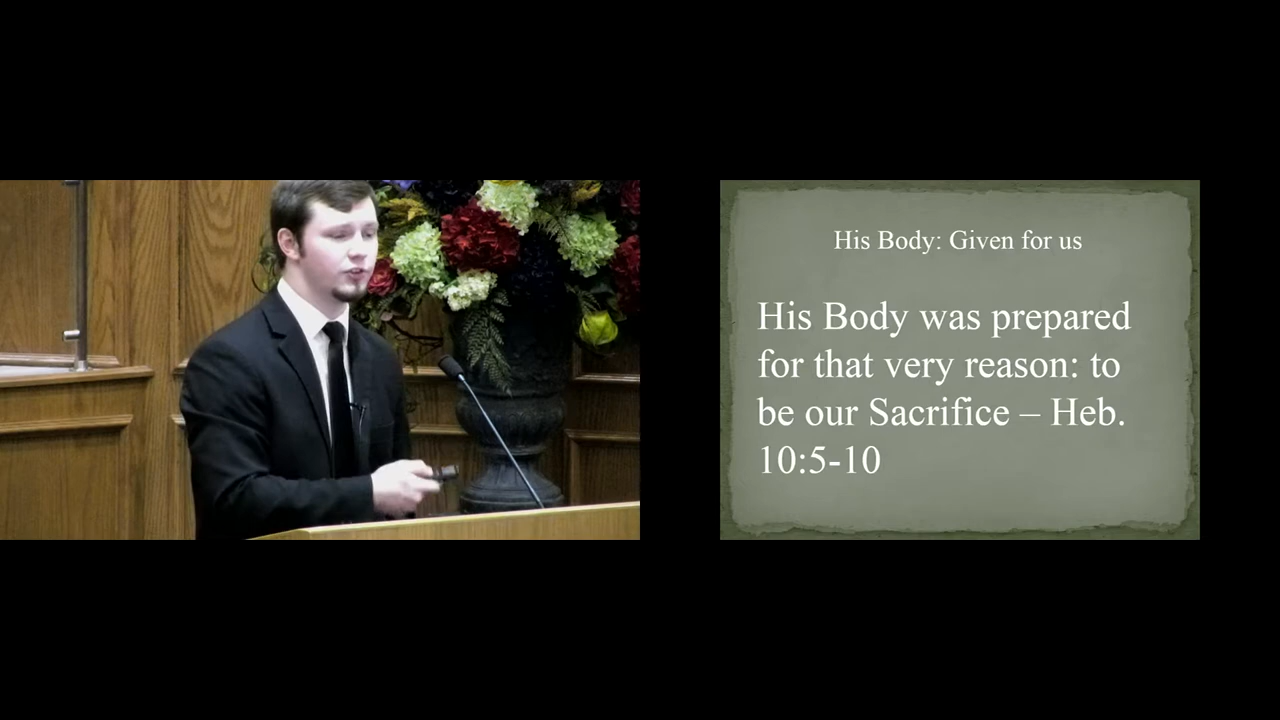 His Body: Given for us
His Body was prepared
for that very reason: to
be our Sacrifice – Heb.
10:5-10